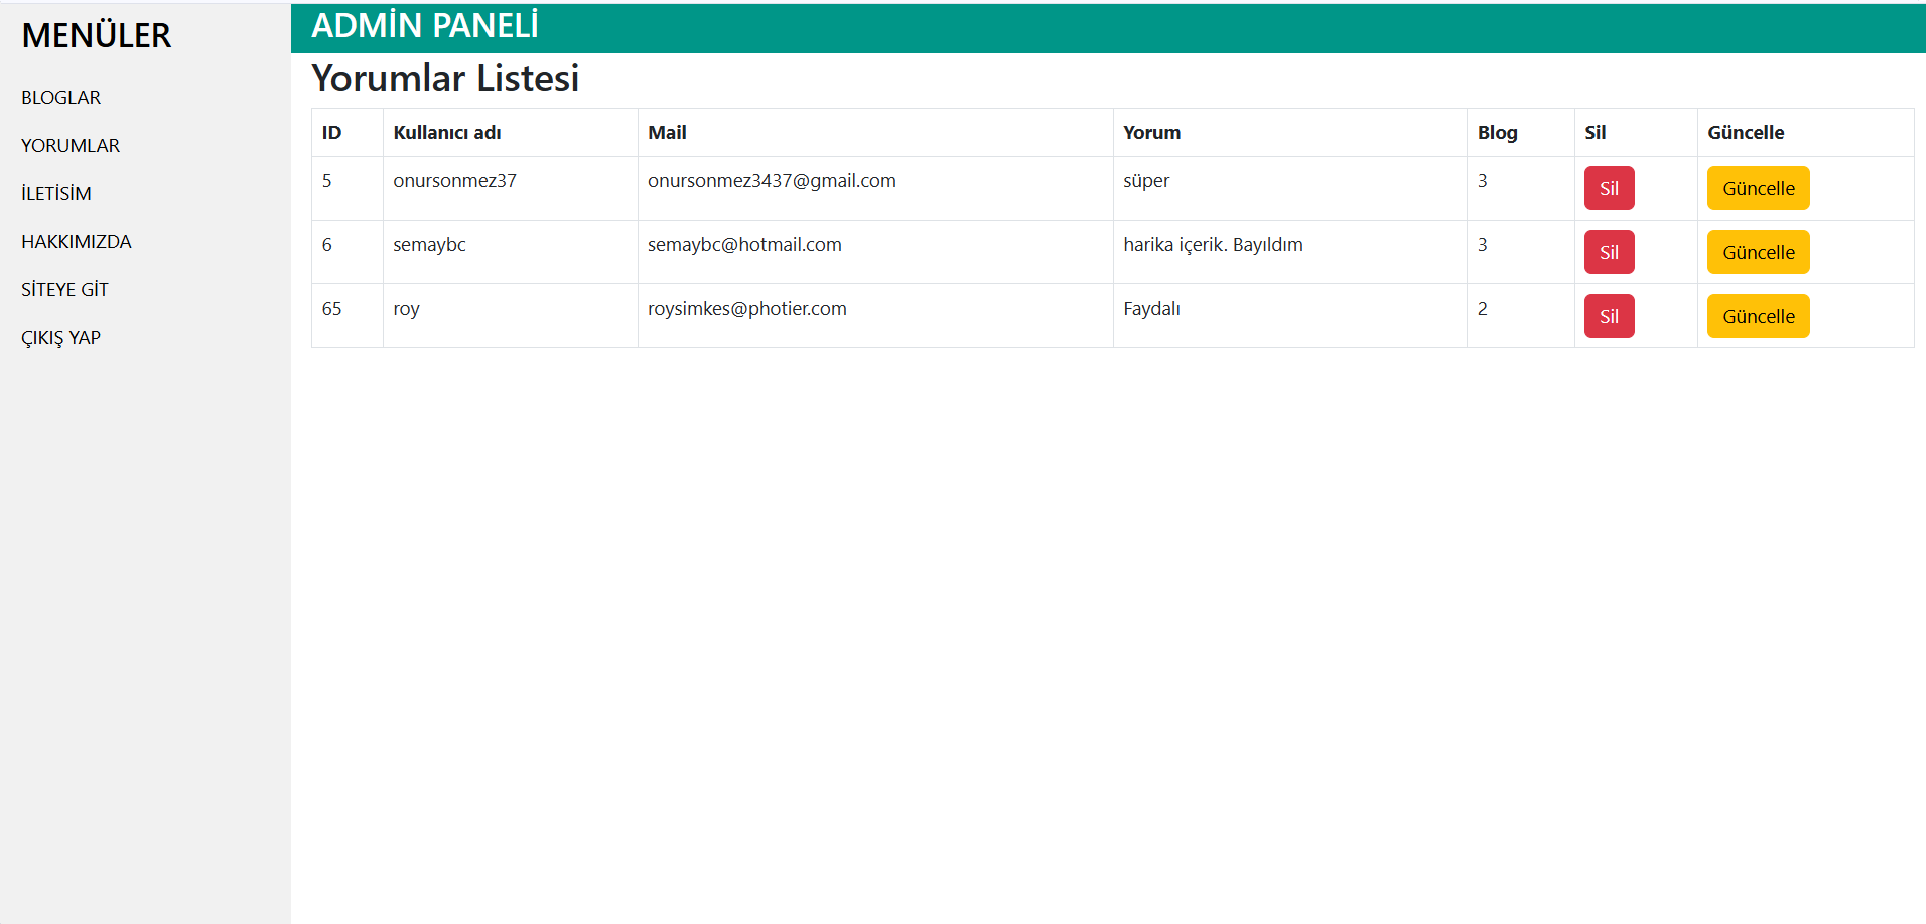 MENÜLER
BLOGLAR
YORUMLAR
İLETİSİM
HAKKIMIZDA
SİTEYE GİT
ÇIKIŞ YAP
ADMİN PANELİ
Yorumlar Listesi
ID Kullanıcı adı Mail Yorum Blog Sil Güncelle
5 onursonmez37 onursonmez3437@gmail.com süper 3 Sil Güncelle
6 semaybc semaybc@hotmail.com harika içerik. Bayıldım 3 Sil Güncelle
65 roy roysimkes@photier.com Faydalı 2 Sil Güncelle